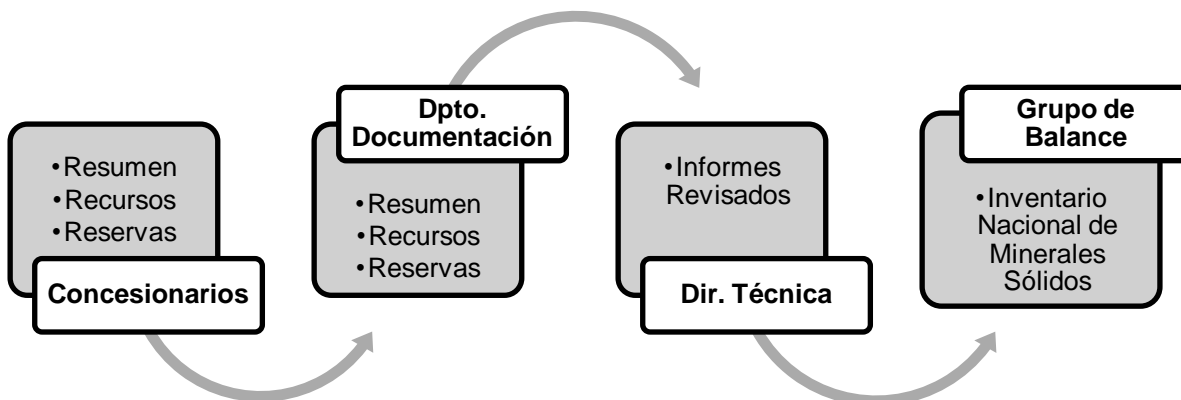 •Resumen
•Recursos
•Reservas
Concesionarios
Dpto.
Documentación
•Resumen
•Recursos
•Reservas
•Informes
Revisados
Dir. Técnica
Grupo de
Balance
•Inventario
Nacional de
Minerales
Sólidos